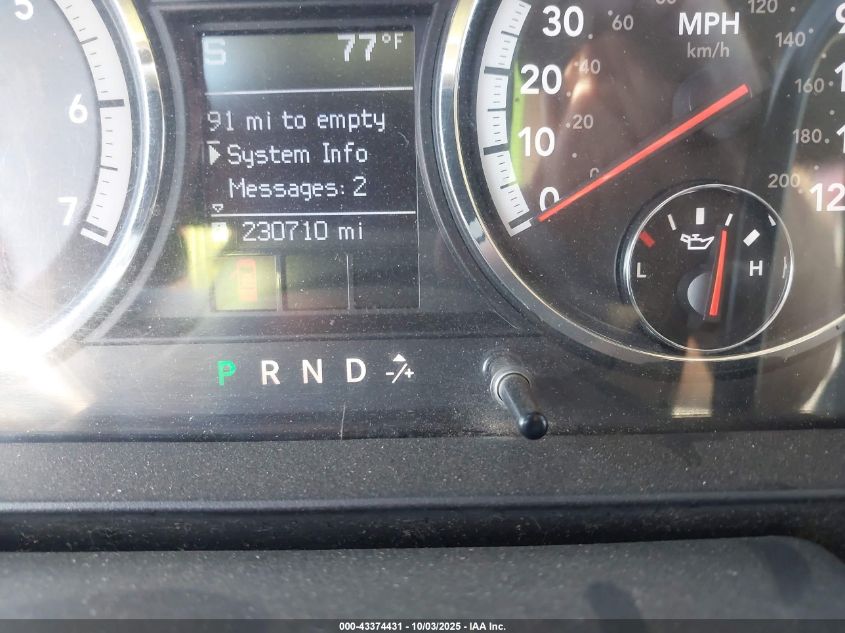 5
6
7
S 77°F
91 mi to empty
System Info
Messages: 2
230710 mi
P R N D -/+
30 20 10 0
MPH
km/h
0 20 40 60 120 140 160 180 200
12
L H
000-43374431 - 10/03/2025 - IAA Inc.